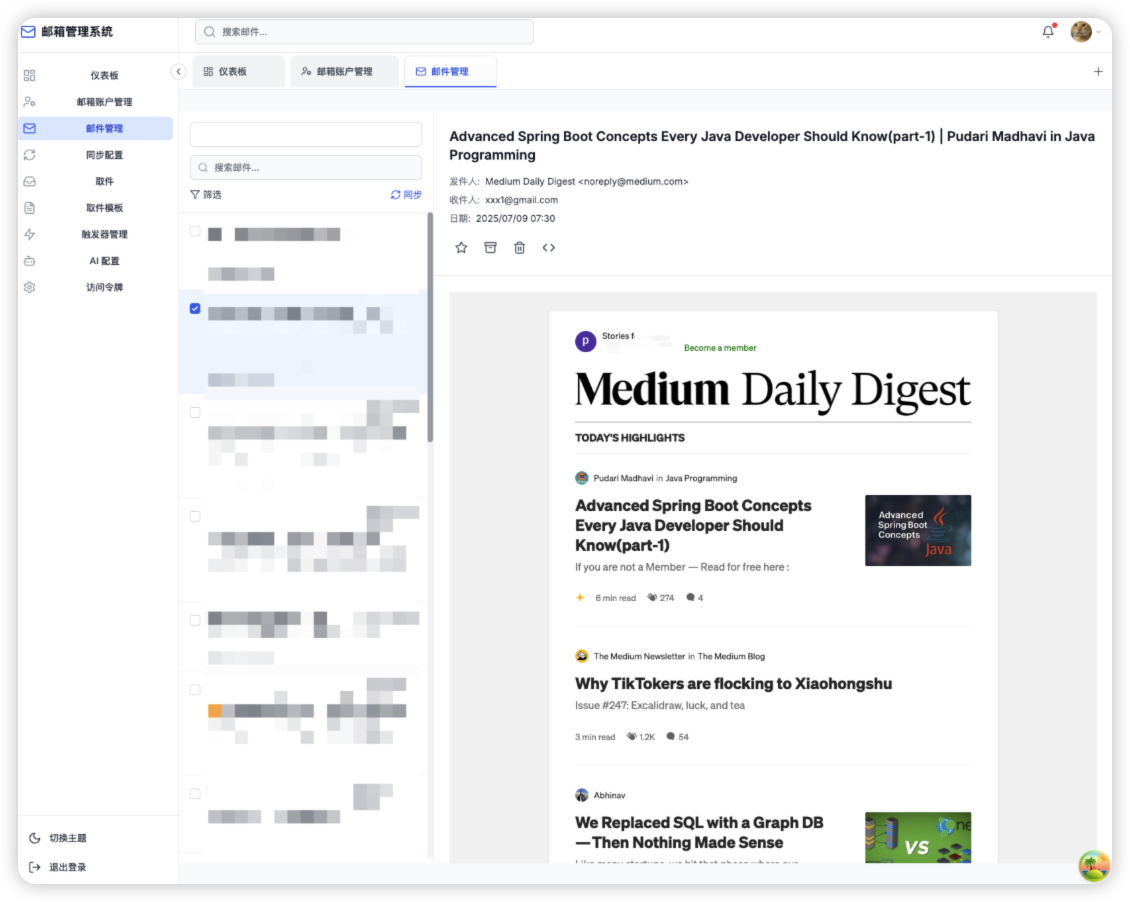 邮箱管理系统
搜索邮件...
仪表板
邮箱账户管理
邮件管理
同步配置
取件
取件模板
触发器管理
AI 配置
访问令牌
切换主题
退出登录
仪表板
邮箱账户管理
邮件管理
搜索邮件...
筛选
同步
Advanced Spring Boot Concepts Every Java Developer Should Know(part-1) | Pudari Madhavi in Java
Programming
发件人: Medium Daily Digest <noreply@medium.com>
收件人: xxx1@gmail.com
日期: 2025/07/09 07:30
P
Stories
Become a member
Medium Daily Digest
TODAY'S HIGHLIGHTS
Pudari Madhavi in Java Programming
Advanced Spring Boot Concepts
Every Java Developer Should
Know(part-1)
If you are not a Member — Read for free here :
6 min read 274 4
Advanced
Spring Boot
Concepts
Java
The Medium Newsletter in The Medium Blog
Why TikTokers are flocking to Xiaohongshu
Issue #247: Excalidraw, luck, and tea
3 min read 1.2K 54
Abhinav
We Replaced SQL with a Graph DB
— Then Nothing Made Sense
VS